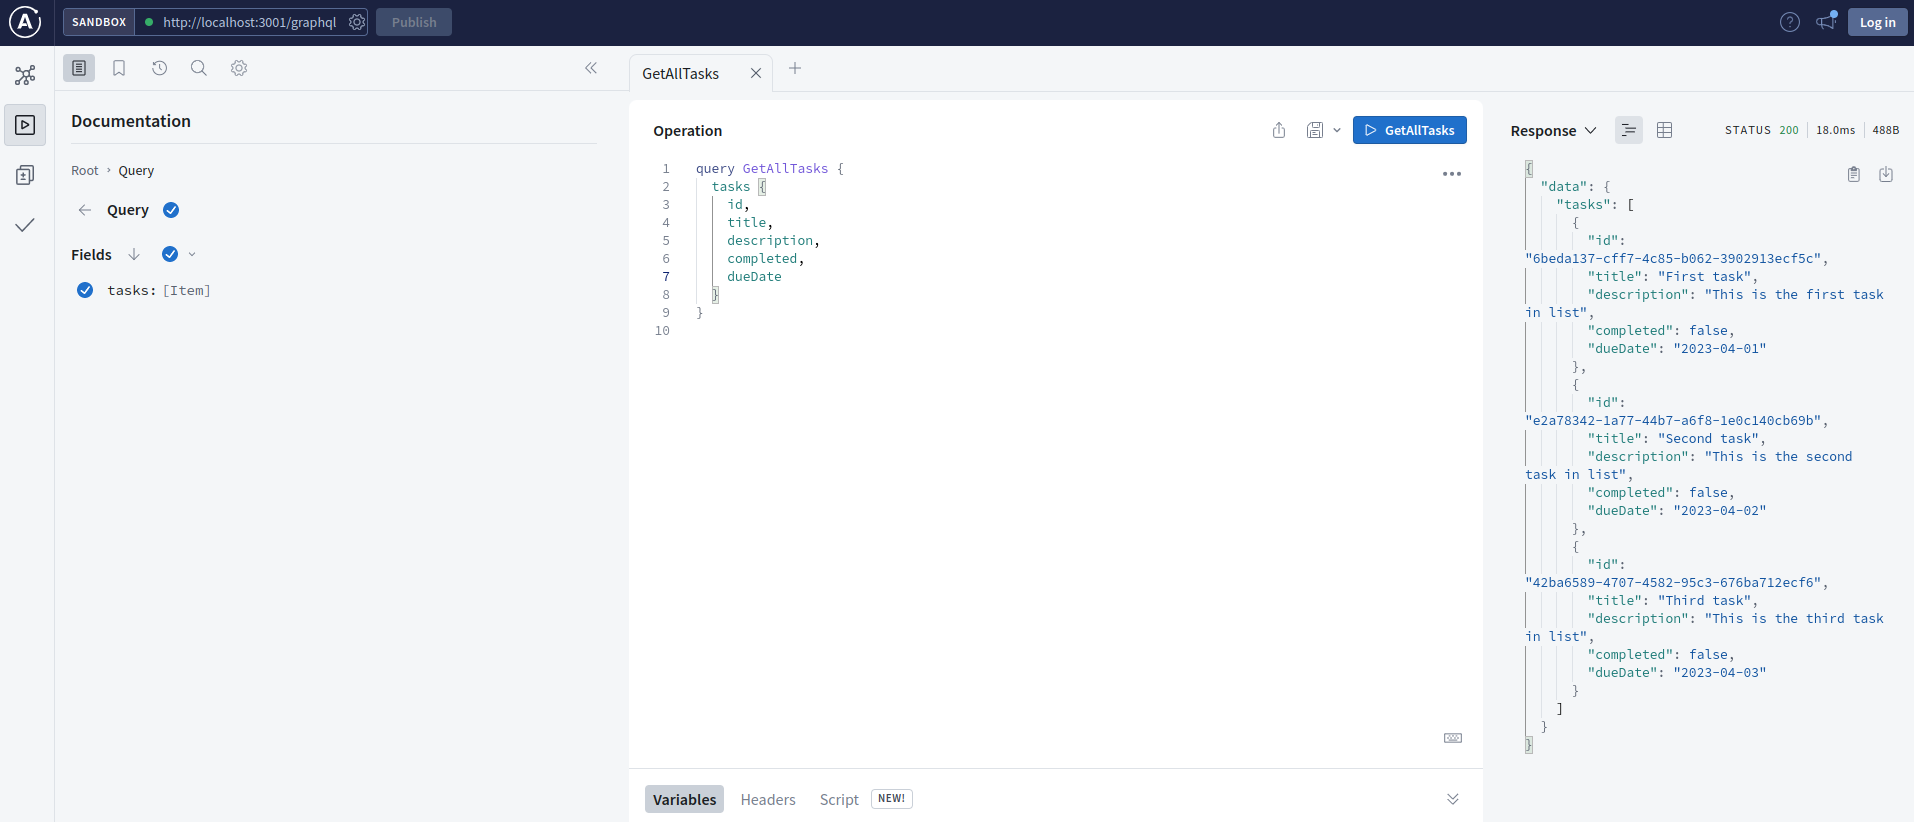 SANDBOX
http://localhost:3001/graphql
Publish
Log in
Documentation
Root › Query
Query
Fields
tasks: [Item]
GetAllTasks
Operation
GetAllTasks
1 query GetAllTasks {
2 tasks {
3 id,
4 title,
5 description,
6 completed,
7 dueDate
8 }
9 }
10
Variables
Headers
Script
NEW!
Response
STATUS 200
18.0ms
488B
{
"data": {
"tasks": [
{
"id":
"6beda137-cff7-4c85-b062-3902913ecf5c",
"title": "First task",
"description": "This is the first task
in list",
"completed": false,
"dueDate": "2023-04-01"
},
{
"id":
"e2a78342-1a77-44b7-a6f8-1e0c140cb69b",
"title": "Second task",
"description": "This is the second
task in list",
"completed": false,
"dueDate": "2023-04-02"
},
{
"id":
"42ba6589-4707-4582-95c3-676ba712ecf6",
"title": "Third task",
"description": "This is the third task
in list",
"completed": false,
"dueDate": "2023-04-03"
}
]
}
}